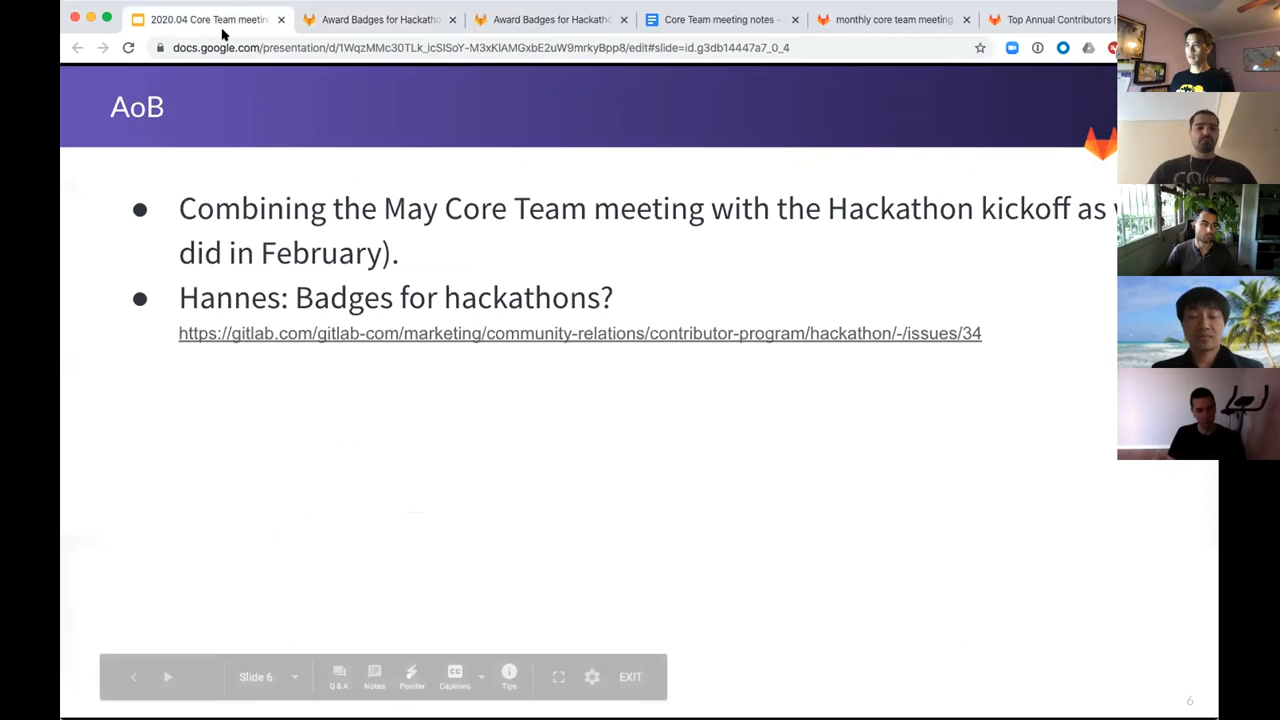 2020.04 Core Team meetin
Award Badges for Hackatho
Award Badges for Hackatho
Core Team meeting notes -
monthly core team meeting
Top Annual Contributors
docs.google.com/presentation/d/1WqzMMc30TLk_icSISoY-M3xKlAMGxbE2uW9mrkyBpp8/edit#slide=id.g3db14447a7_0_4
AoB
Combining the May Core Team meeting with the Hackathon kickoff as
did in February).
Hannes: Badges for hackathons?
https://gitlab.com/gitlab-com/marketing/community-relations/contributor-program/hackathon/-/issues/34
Slide 6
Q & A
Notes
Pointer
Captions
Tips
EXIT
6